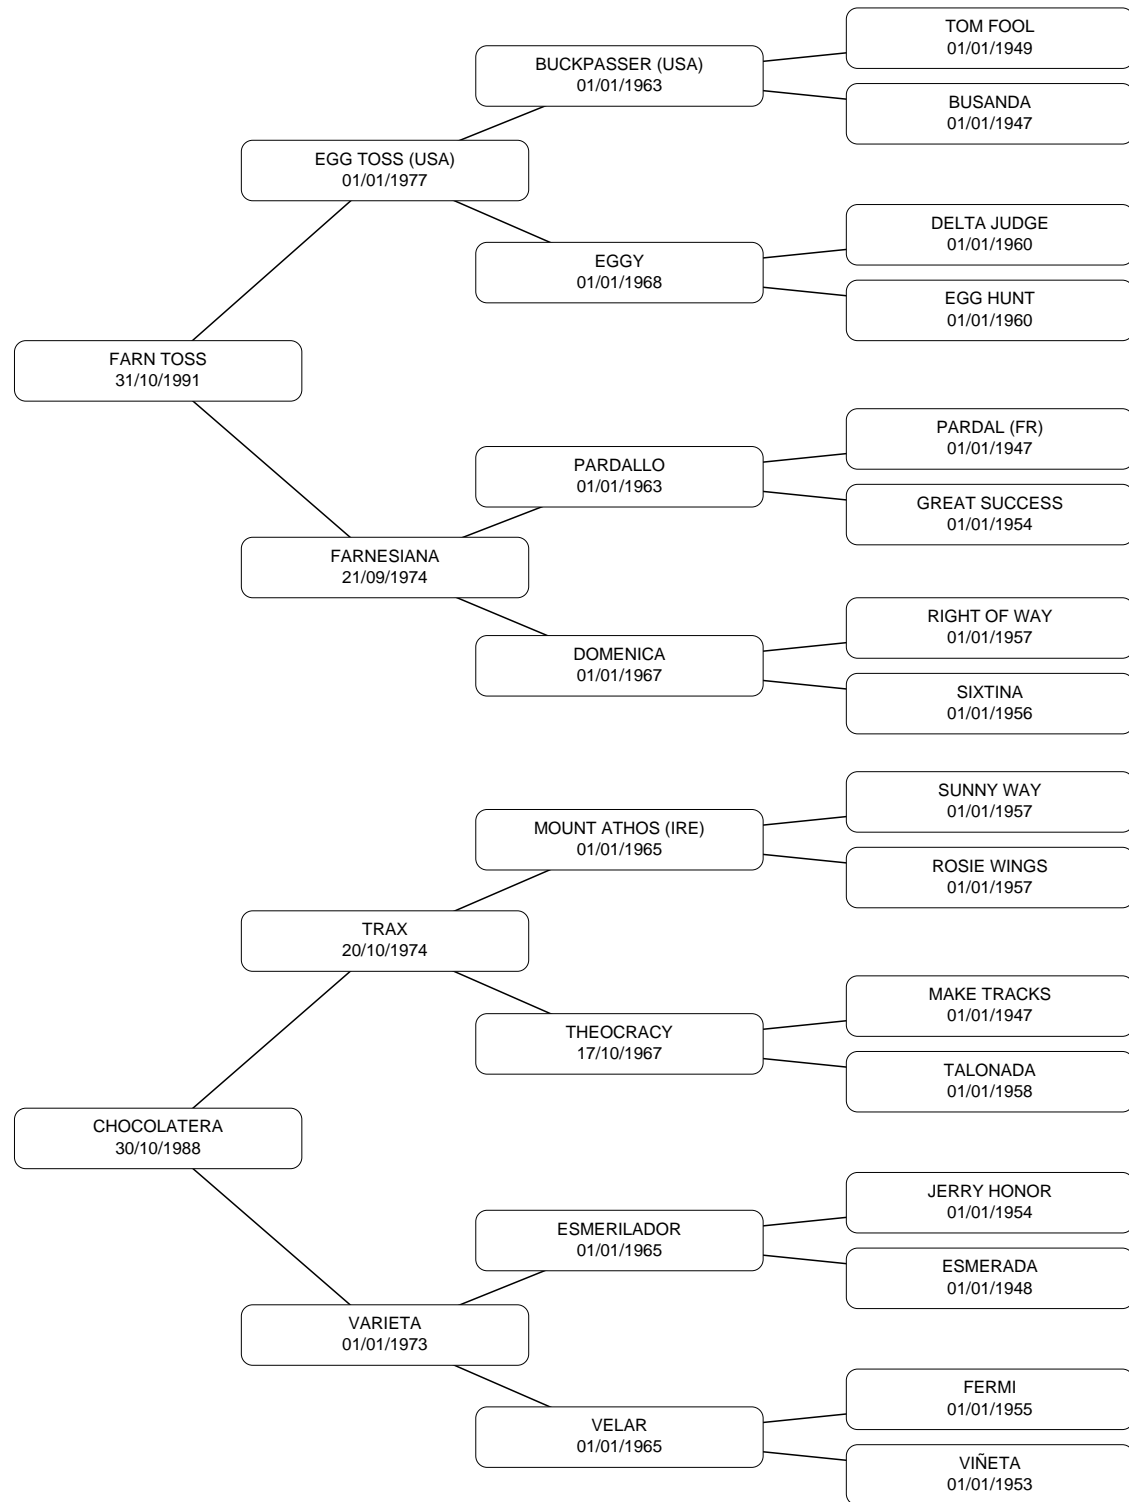 TOM FOOL
01/01/1949
BUCKPASSER (USA)
01/01/1963
BUSANDA
01/01/1947
EGG TOSS (USA)
01/01/1977
DELTA JUDGE
01/01/1960
EGGY
01/01/1968
EGG HUNT
01/01/1960
FARN TOSS
31/10/1991
PARDAL (FR)
01/01/1947
PARDALLO
01/01/1963
GREAT SUCCESS
01/01/1954
FARNESIANA
21/09/1974
RIGHT OF WAY
01/01/1957
DOMENICA
01/01/1967
SIXTINA
01/01/1956
SUNNY WAY
01/01/1957
MOUNT ATHOS (IRE)
01/01/1965
ROSIE WINGS
01/01/1957
TRAX
20/10/1974
MAKE TRACKS
01/01/1947
THEOCRACY
17/10/1967
TALONADA
01/01/1958
CHOCOLATERA
30/10/1988
JERRY HONOR
01/01/1954
ESMERILADOR
01/01/1965
ESMERADA
01/01/1948
VARIETA
01/01/1973
FERMI
01/01/1955
VELAR
01/01/1965
VIÑETA
01/01/1953